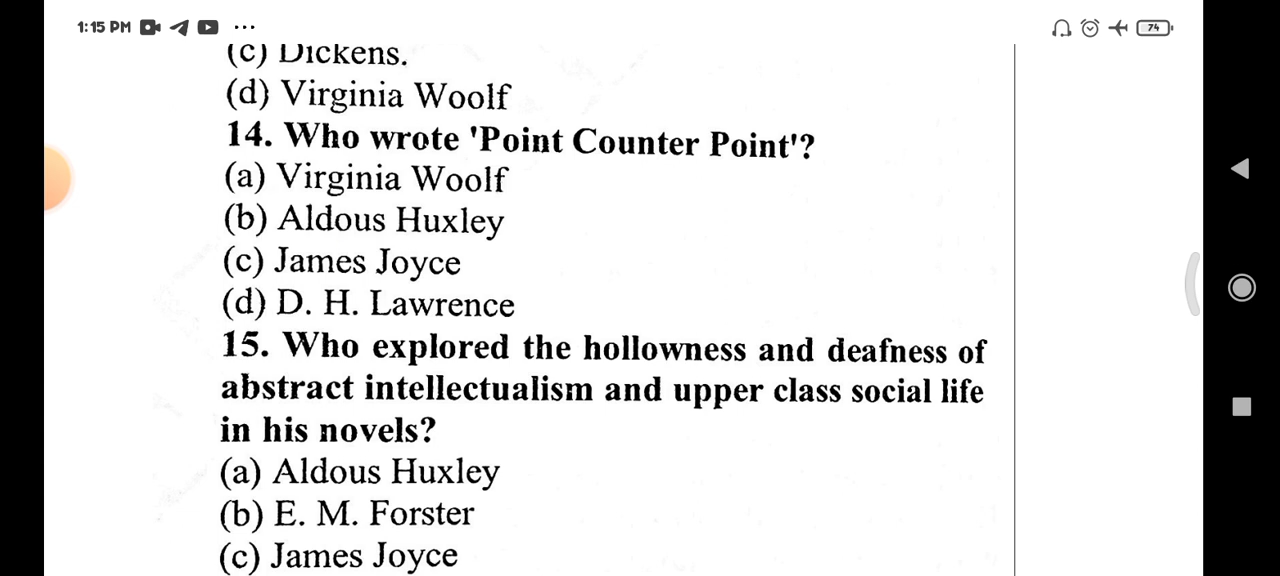 1:15 PM ... 74
(c) Dickens.
(d) Virginia Woolf
14. Who wrote 'Point Counter Point'?
(a) Virginia Woolf
(b) Aldous Huxley
(c) James Joyce
(d) D. H. Lawrence
15. Who explored the hollowness and deafness of
abstract intellectualism and upper class social life
in his novels?
(a) Aldous Huxley
(b) E. M. Forster
(c) James Joyce